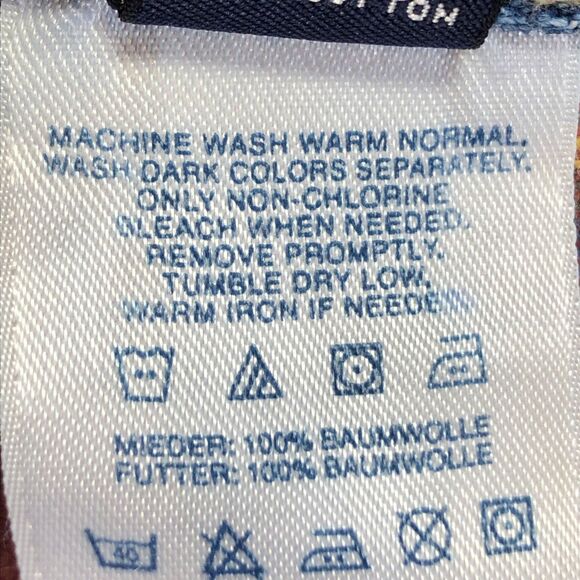 COTTON
MACHINE WASH WARM NORMAL.
WASH DARK COLORS SEPARATELY.
ONLY NON-CHLORINE
BLEACH WHEN NEEDED.
REMOVE PROMPTLY.
TUMBLE DRY LOW.
WARM IRON IF NEEDED
MIEDER: 100% BAUMWOLLE
FUTTER: 100% BAUMWOLLE
40